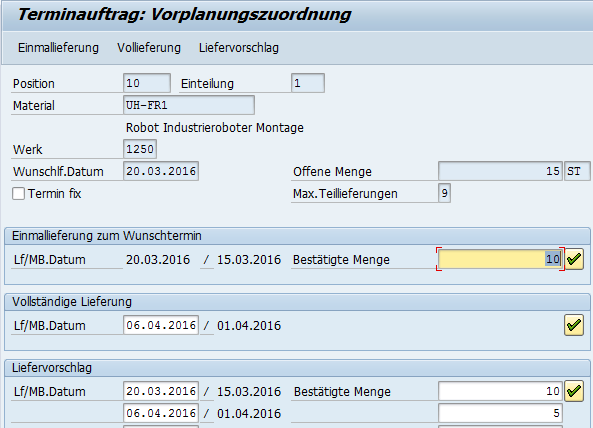 Terminauftrag: Vorplanungszuordnung
Einmallieferung Vollieferung Liefervorschlag
Position 10 Einteilung 1
Material UH-FR1
Robot Industrieroboter Montage
Werk 1250
Wunschlf.Datum 20.03.2016 Offene Menge 15 ST
Termin fix Max.Teillieferungen 9
Einmallieferung zum Wunschtermin
Lf/MB.Datum 20.03.2016 / 15.03.2016 Bestätigte Menge 10
Vollständige Lieferung
Lf/MB.Datum 06.04.2016 / 01.04.2016
Liefervorschlag
Lf/MB.Datum 20.03.2016 / 15.03.2016 Bestätigte Menge 10
06.04.2016 / 01.04.2016 5